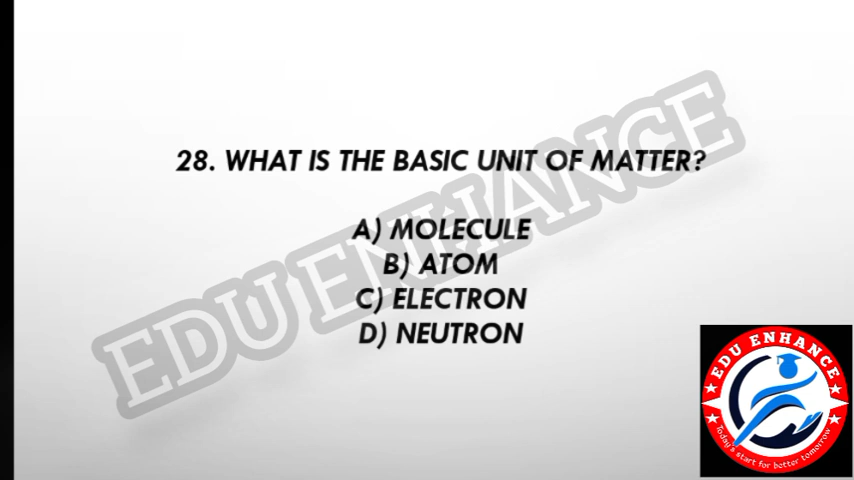 28. WHAT IS THE BASIC UNIT OF MATTER?
A) MOLECULE
B) ATOM
C) ELECTRON
D) NEUTRON
EDU ENHANCE
EDU ENHANCE
Today's start for better tomorrow